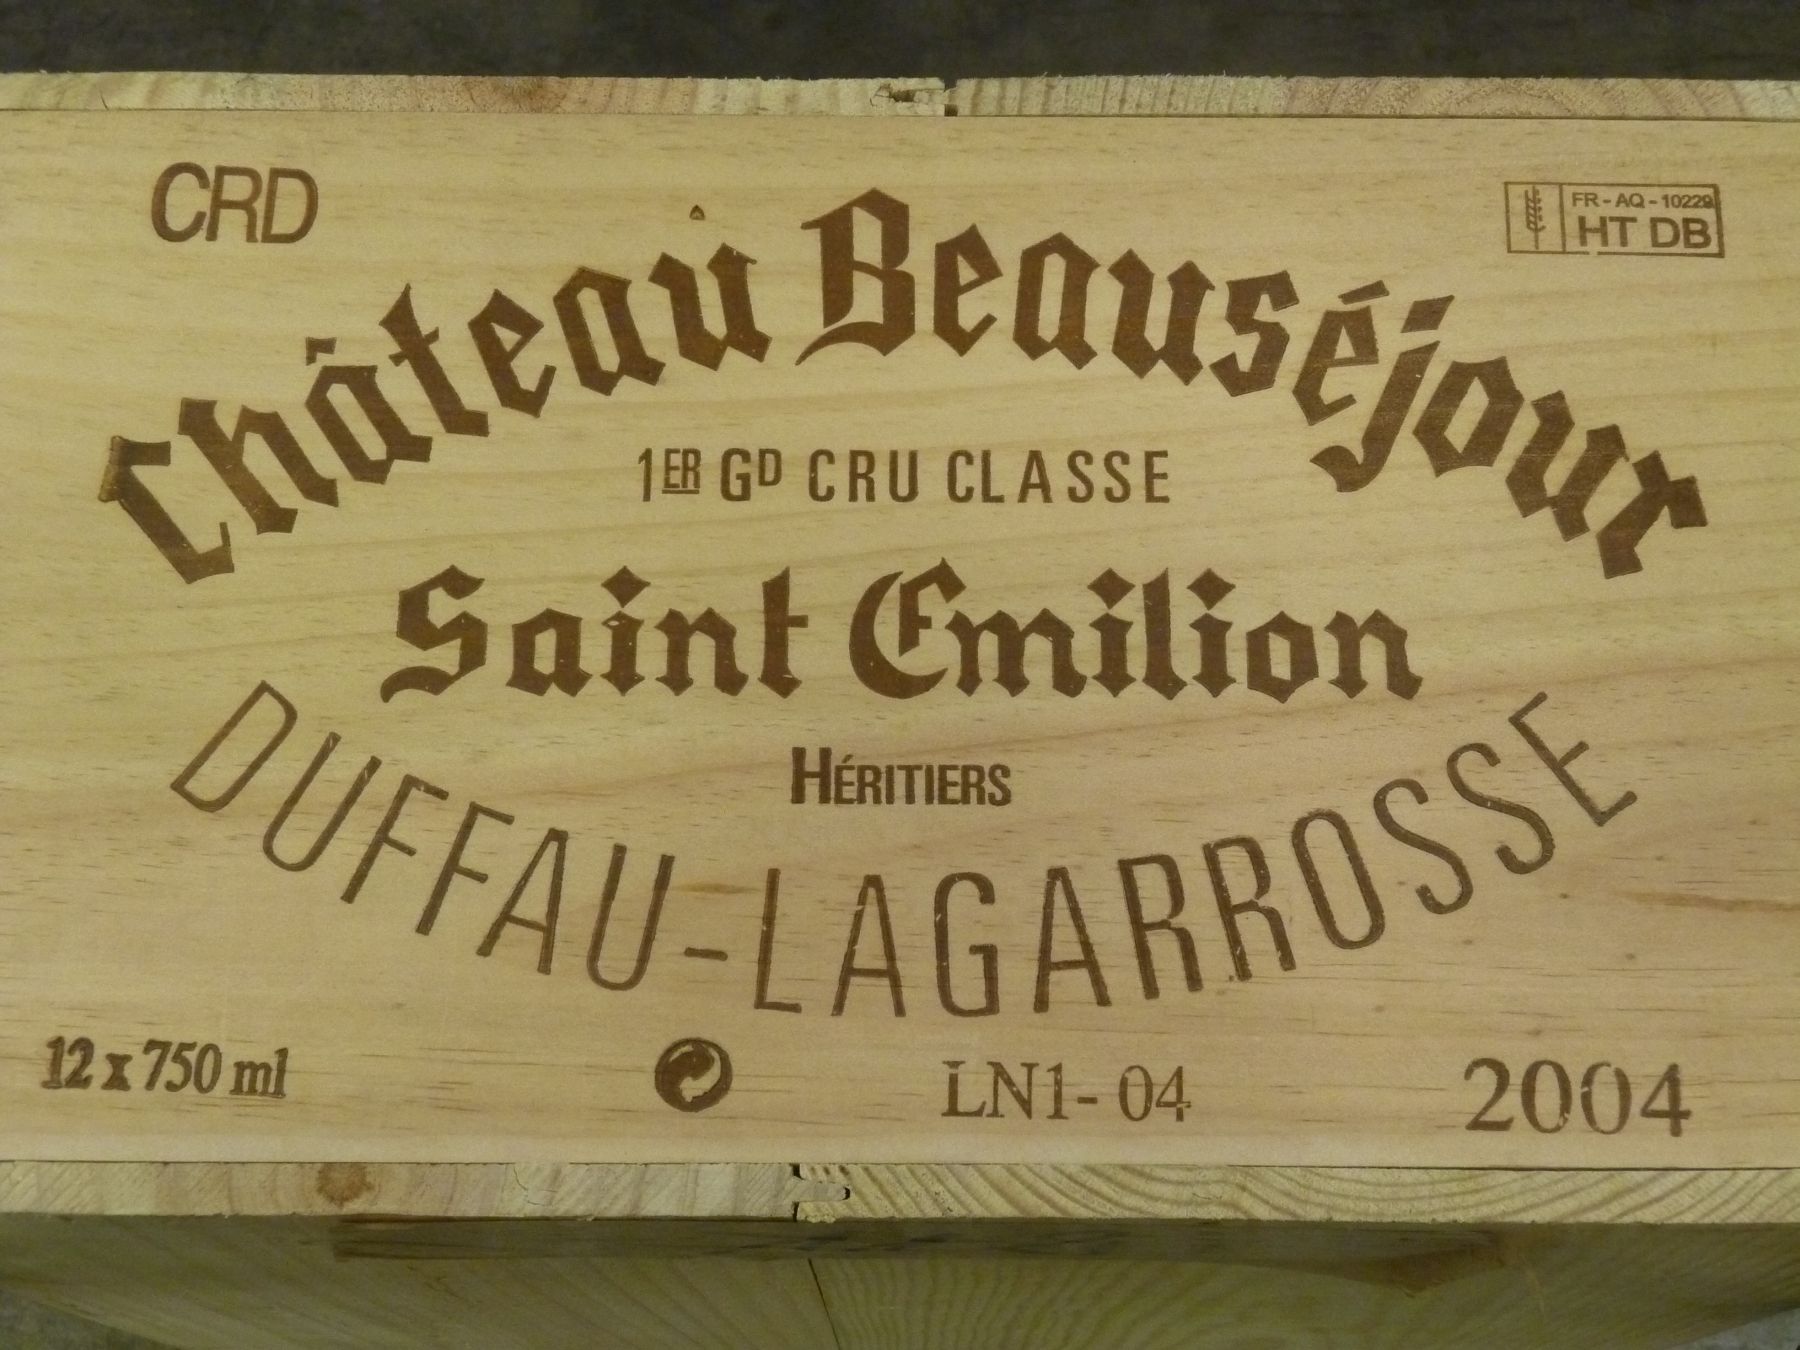 CRD
FR - AQ - 10229
HT DB
Château Beauséjour
1ER GD CRU CLASSE
Saint Emilion
HÉRITIERS
DUFFAU-LAGARROSSE
12 x 750 ml
LN1- 04
2004